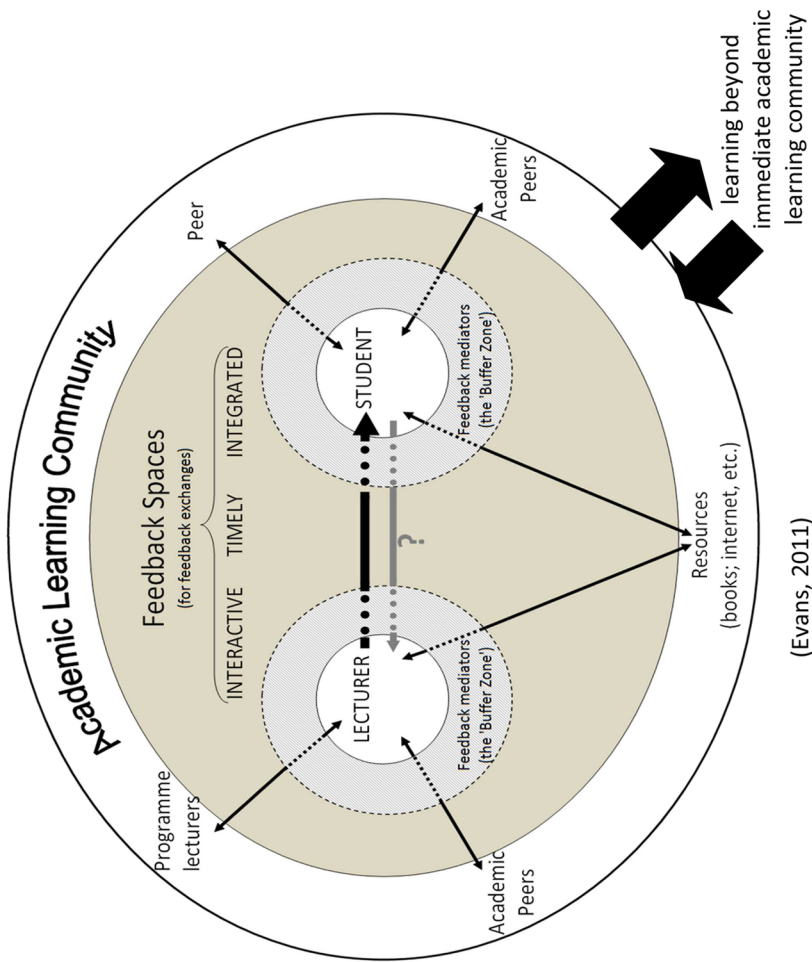 Academic Learning Community
Feedback Spaces
(for feedback exchanges)
INTERACTIVE TIMELY INTEGRATED
Programme
lecturers
Peer
LECTURER
STUDENT
?
Feedback mediators
(the 'Buffer Zone')
Feedback mediators
(the 'Buffer Zone')
Academic
Peers
Academic
Peers
Resources
(books; internet, etc.)
learning beyond
immediate academic
learning community
(Evans, 2011)